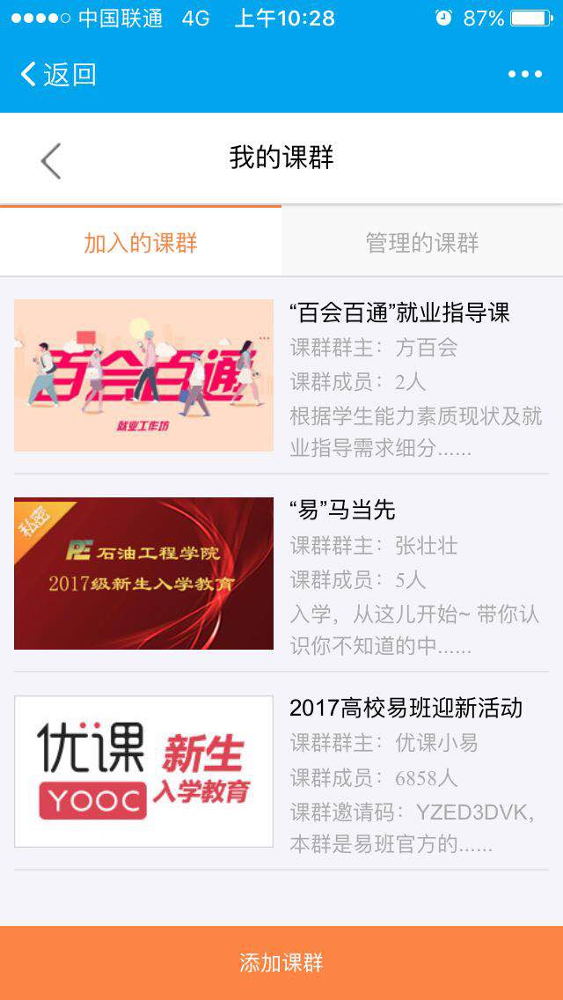 中国联通 4G 上午10:28 87%
返回
我的课群
加入的课群 管理的课群
百会百通
就业工作坊
“百会百通”就业指导课
课群群主：方百会
课群成员：2人
根据学生能力素质现状及就
业指导需求细分......
私密
PE 石油工程学院
2017级新生入学教育
“易”马当先
课群群主：张壮壮
课群成员：5人
入学，从这儿开始~ 带你认
识你不知道的中......
优课 新生
YOOC 入学教育
2017高校易班迎新活动
课群群主：优课小易
课群成员：6858人
课群邀请码：YZED3DVK，
本群是易班官方的......
添加课群